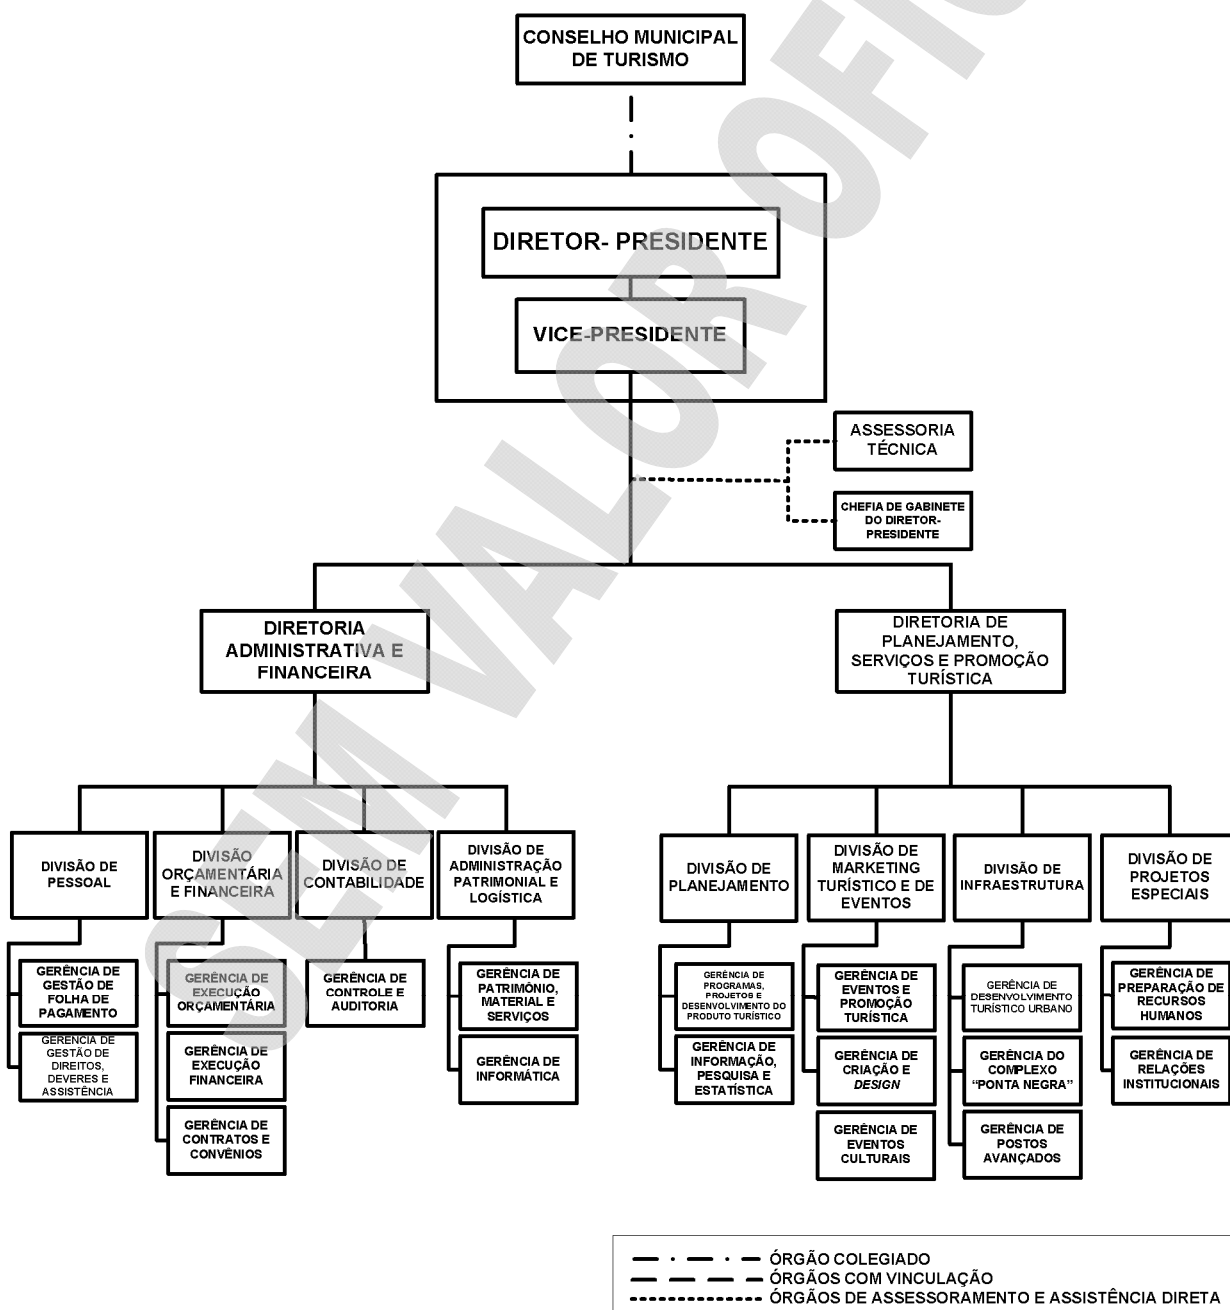 CONSELHO MUNICIPAL
DE TURISMO
DIRETOR- PRESIDENTE
VICE-PRESIDENTE
ASSESSORIA
TÉCNICA
CHEFIA DE GABINETE
DO DIRETOR-
PRESIDENTE
DIRETORIA
ADMINISTRATIVA E
FINANCEIRA
DIRETORIA DE
PLANEJAMENTO,
SERVIÇOS E PROMOÇÃO
TURÍSTICA
DIVISÃO DE
PESSOAL
DIVISÃO
ORÇAMENTÁRIA
E FINANCEIRA
DIVISÃO DE
CONTABILIDADE
DIVISÃO DE
ADMINISTRAÇÃO
PATRIMONIAL E
LOGÍSTICA
DIVISÃO DE
PLANEJAMENTO
DIVISÃO DE
MARKETING
TURÍSTICO E DE
EVENTOS
DIVISÃO DE
INFRAESTRUTURA
DIVISÃO DE
PROJETOS
ESPECIAIS
GERÊNCIA DE
GESTÃO DE
FOLHA DE
PAGAMENTO
GERÊNCIA DE
GESTÃO DE
DIREITOS,
DEVERES E
ASSISTÊNCIA
GERÊNCIA DE
EXECUÇÃO
ORÇAMENTÁRIA
GERÊNCIA DE
EXECUÇÃO
FINANCEIRA
GERÊNCIA DE
CONTRATOS E
CONVÊNIOS
GERÊNCIA DE
CONTROLE E
AUDITORIA
GERÊNCIA DE
PATRIMÔNIO,
MATERIAL E
SERVIÇOS
GERÊNCIA DE
INFORMÁTICA
GERÊNCIA DE
PROGRAMAS,
PROJETOS E
DESENVOLVIMENTO DO
PRODUTO TURÍSTICO
GERÊNCIA DE
INFORMAÇÃO,
PESQUISA E
ESTATÍSTICA
GERÊNCIA DE
EVENTOS E
PROMOÇÃO
TURÍSTICA
GERÊNCIA DE
CRIAÇÃO E
DESIGN
GERÊNCIA DE
EVENTOS
CULTURAIS
GERÊNCIA DE
DESENVOLVIMENTO
TURÍSTICO URBANO
GERÊNCIA DO
COMPLEXO
“PONTA NEGRA”
GERÊNCIA DE
POSTOS
AVANÇADOS
GERÊNCIA DE
PREPARAÇÃO DE
RECURSOS
HUMANOS
GERÊNCIA DE
RELAÇÕES
INSTITUCIONAIS
ÓRGÃO COLEGIADO
ÓRGÃOS COM VINCULAÇÃO
ÓRGÃOS DE ASSESSORAMENTO E ASSISTÊNCIA DIRETA
SEM VALOR OFIC